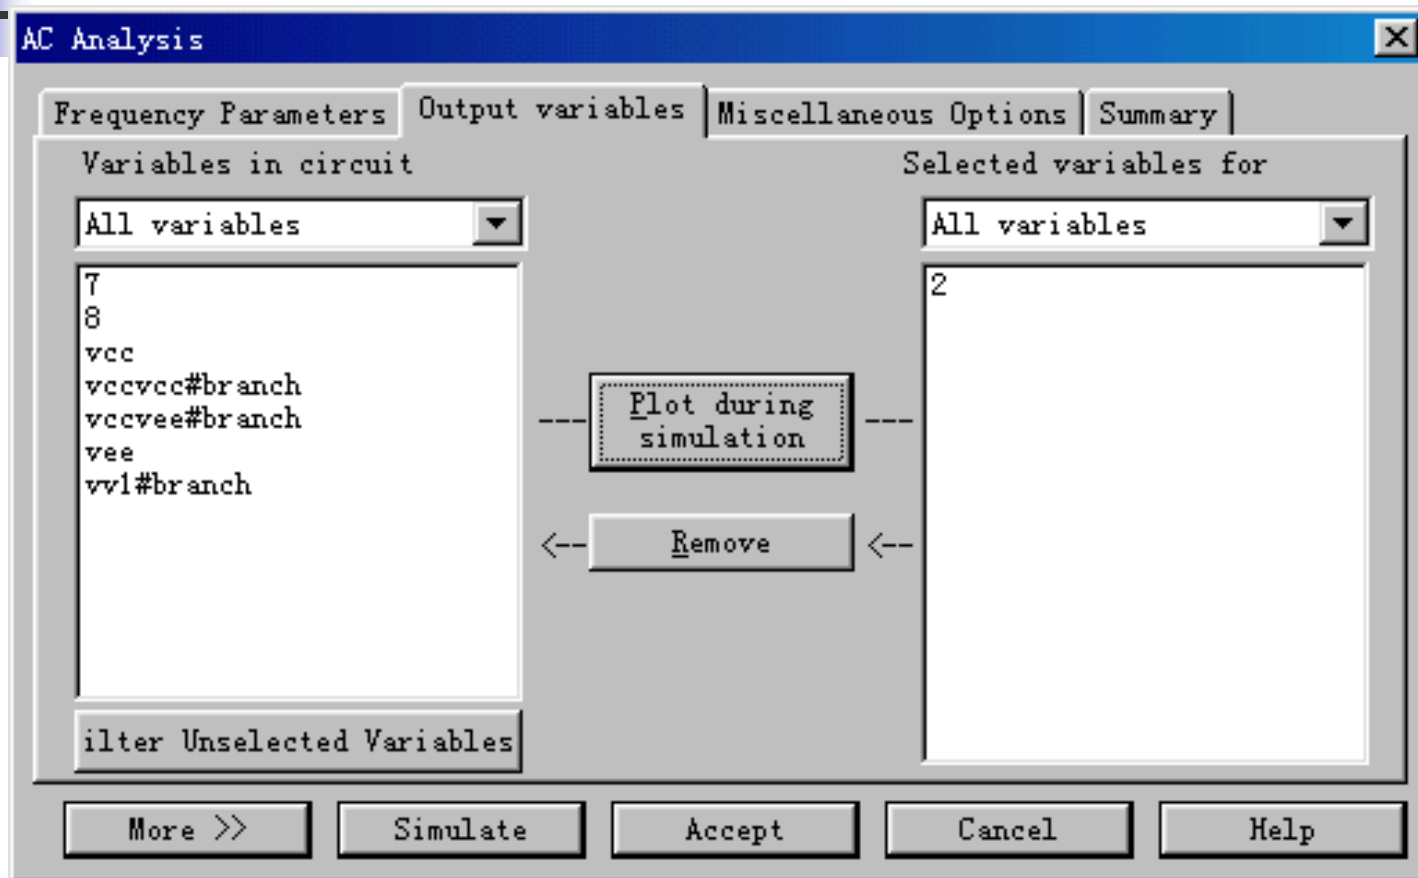 AC Analysis
Frequency Parameters
Output variables
Miscellaneous Options
Summary
Variables in circuit
Selected variables for
All variables
All variables
7
8
vcc
vccvcc#branch
vccvee#branch
vee
vv1#branch
2
--- Plot during ---
simulation
<-- Remove <--
ilter Unselected Variables
More >>
Simulate
Accept
Cancel
Help